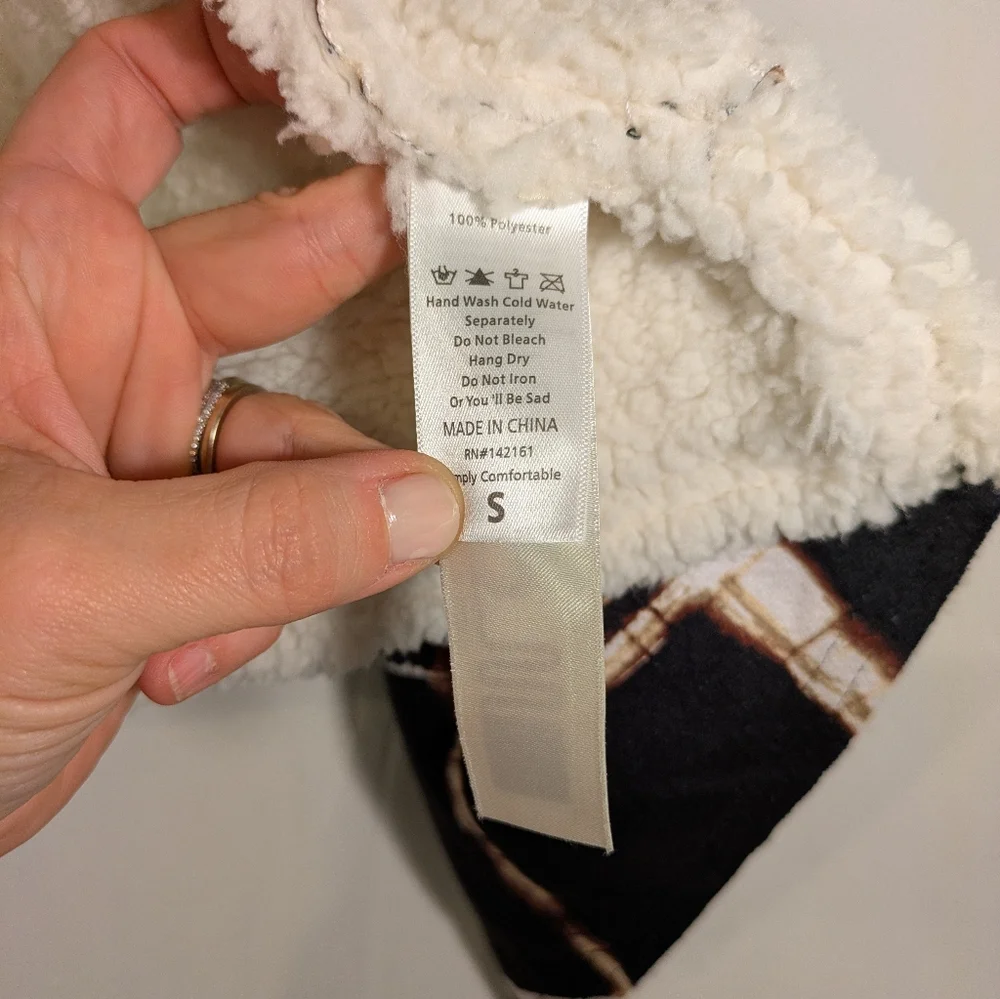 100% Polyester
Hand Wash Cold Water
Separately
Do Not Bleach
Hang Dry
Do Not Iron
Or You 'll Be Sad
MADE IN CHINA
RN#142161
Comfortable
S